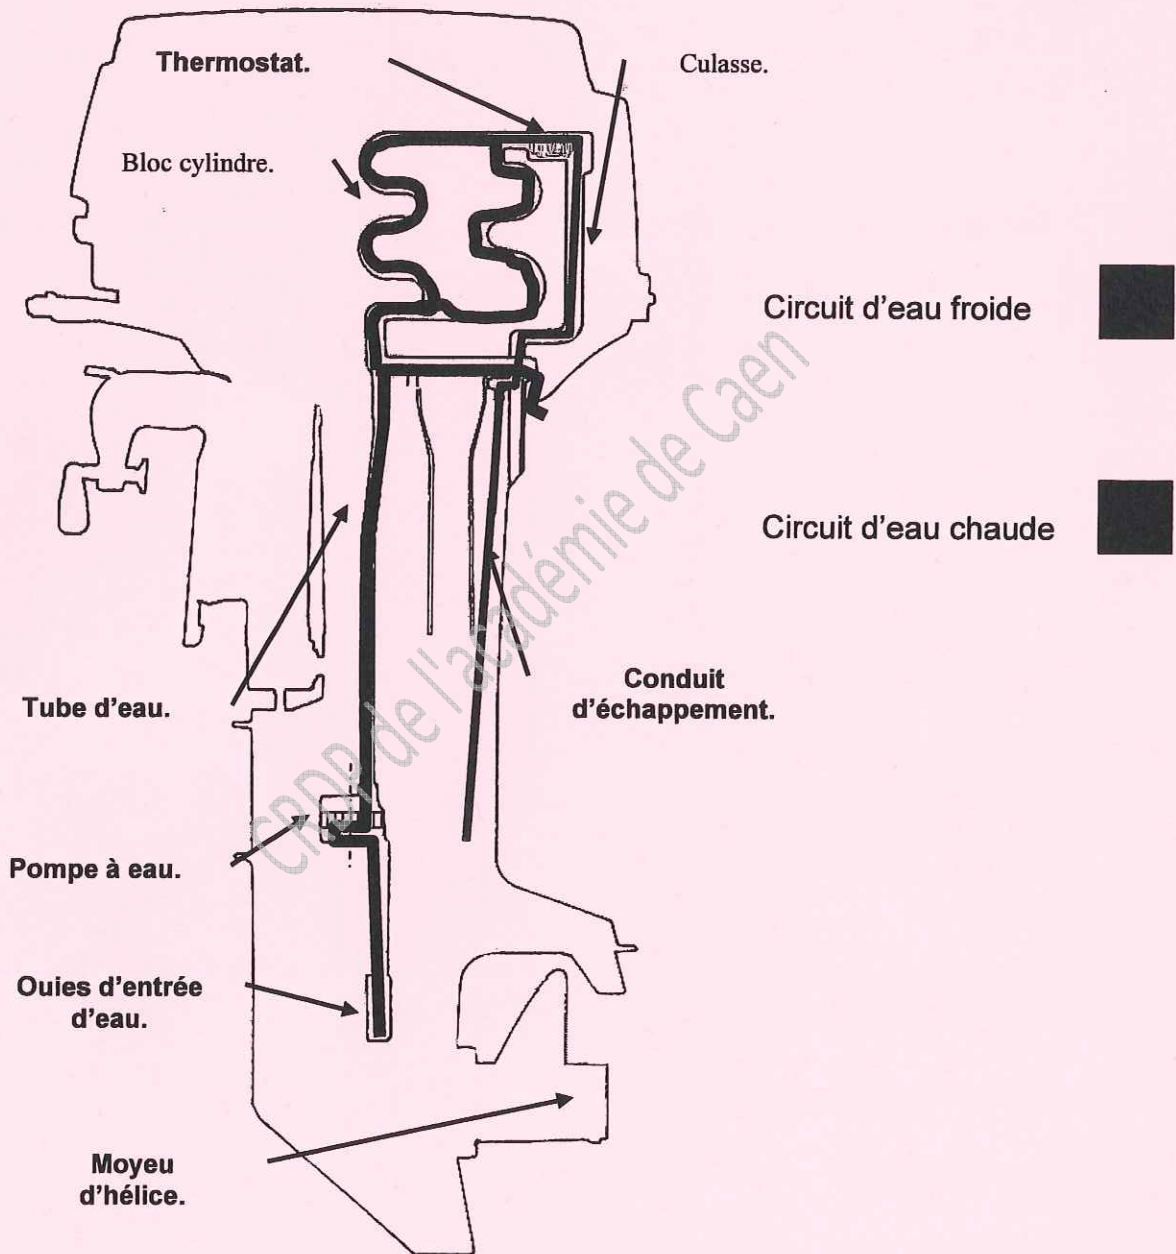 Thermostat.
Culasse.
Bloc cylindre.
Circuit d'eau froide
Circuit d'eau chaude
Conduit
d'échappement.
Tube d'eau.
Pompe à eau.
Ouies d'entrée
d'eau.
Moyeu
d'hélice.
CRDP de l'académie de Caen